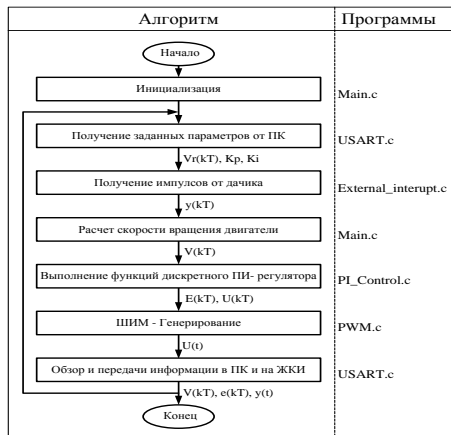 Алгоритм
Программы
Начало
Инициализация
Main.c
Получение заданных параметров от ПК
USART.c
Vr(kT), Kp, Ki
Получение импулсов от дачика
External_interupt.c
y(kT)
Расчет скорости вращения двигатели
Main.c
V(kT)
Выполнение функций дискретного ПИ- регулятора
PI_Control.c
E(kT), U(kT)
ШИМ - Генерирование
PWM.c
U(t)
Обзор и передачи информации в ПК и на ЖКИ
USART.c
V(kT), e(kT), y(t)
Конец